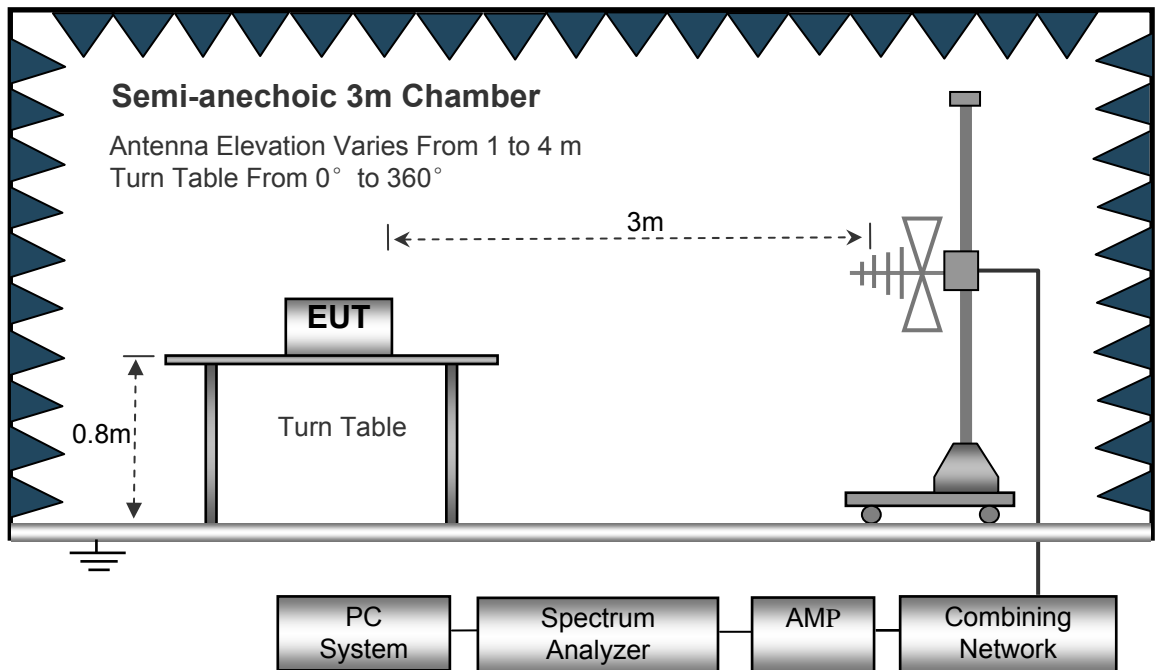 Semi-anechoic 3m Chamber
Antenna Elevation Varies From 1 to 4 m
Turn Table From 0° to 360°
3m
EUT
0.8m
Turn Table
PC
System
Spectrum
Analyzer
AMP
Combining
Network